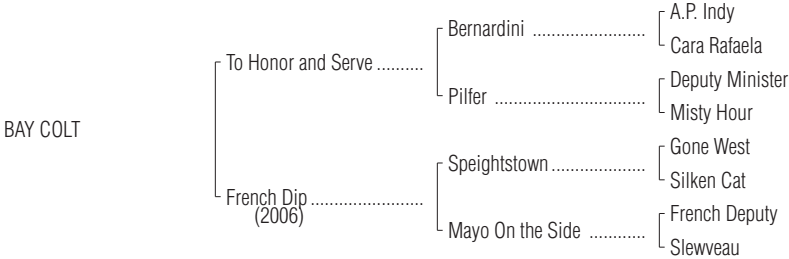 A.P. Indy
Bernardini ........................
Cara Rafaela
To Honor and Serve ..........
Deputy Minister
Pilfer ................................
Misty Hour
BAY COLT
Gone West
Speightstown ....................
Silken Cat
French Dip ........................
(2006)
French Deputy
Mayo On the Side ............
Slewveau